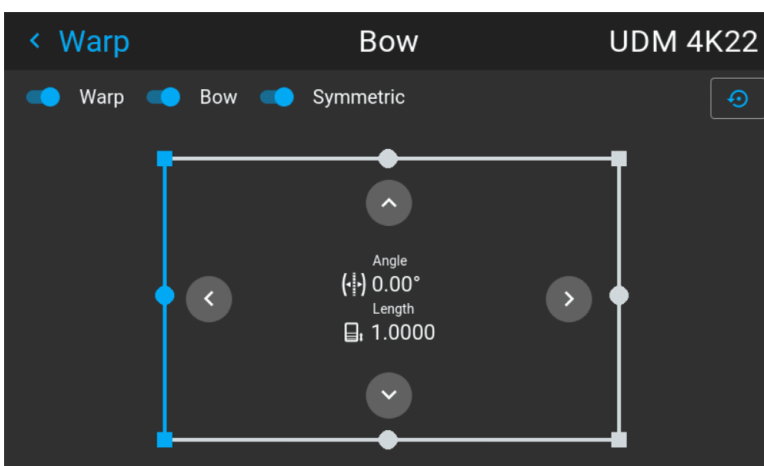 Warp Bow UDM 4K22
Warp Bow Symmetric
Angle
0.00°
Length
1.0000